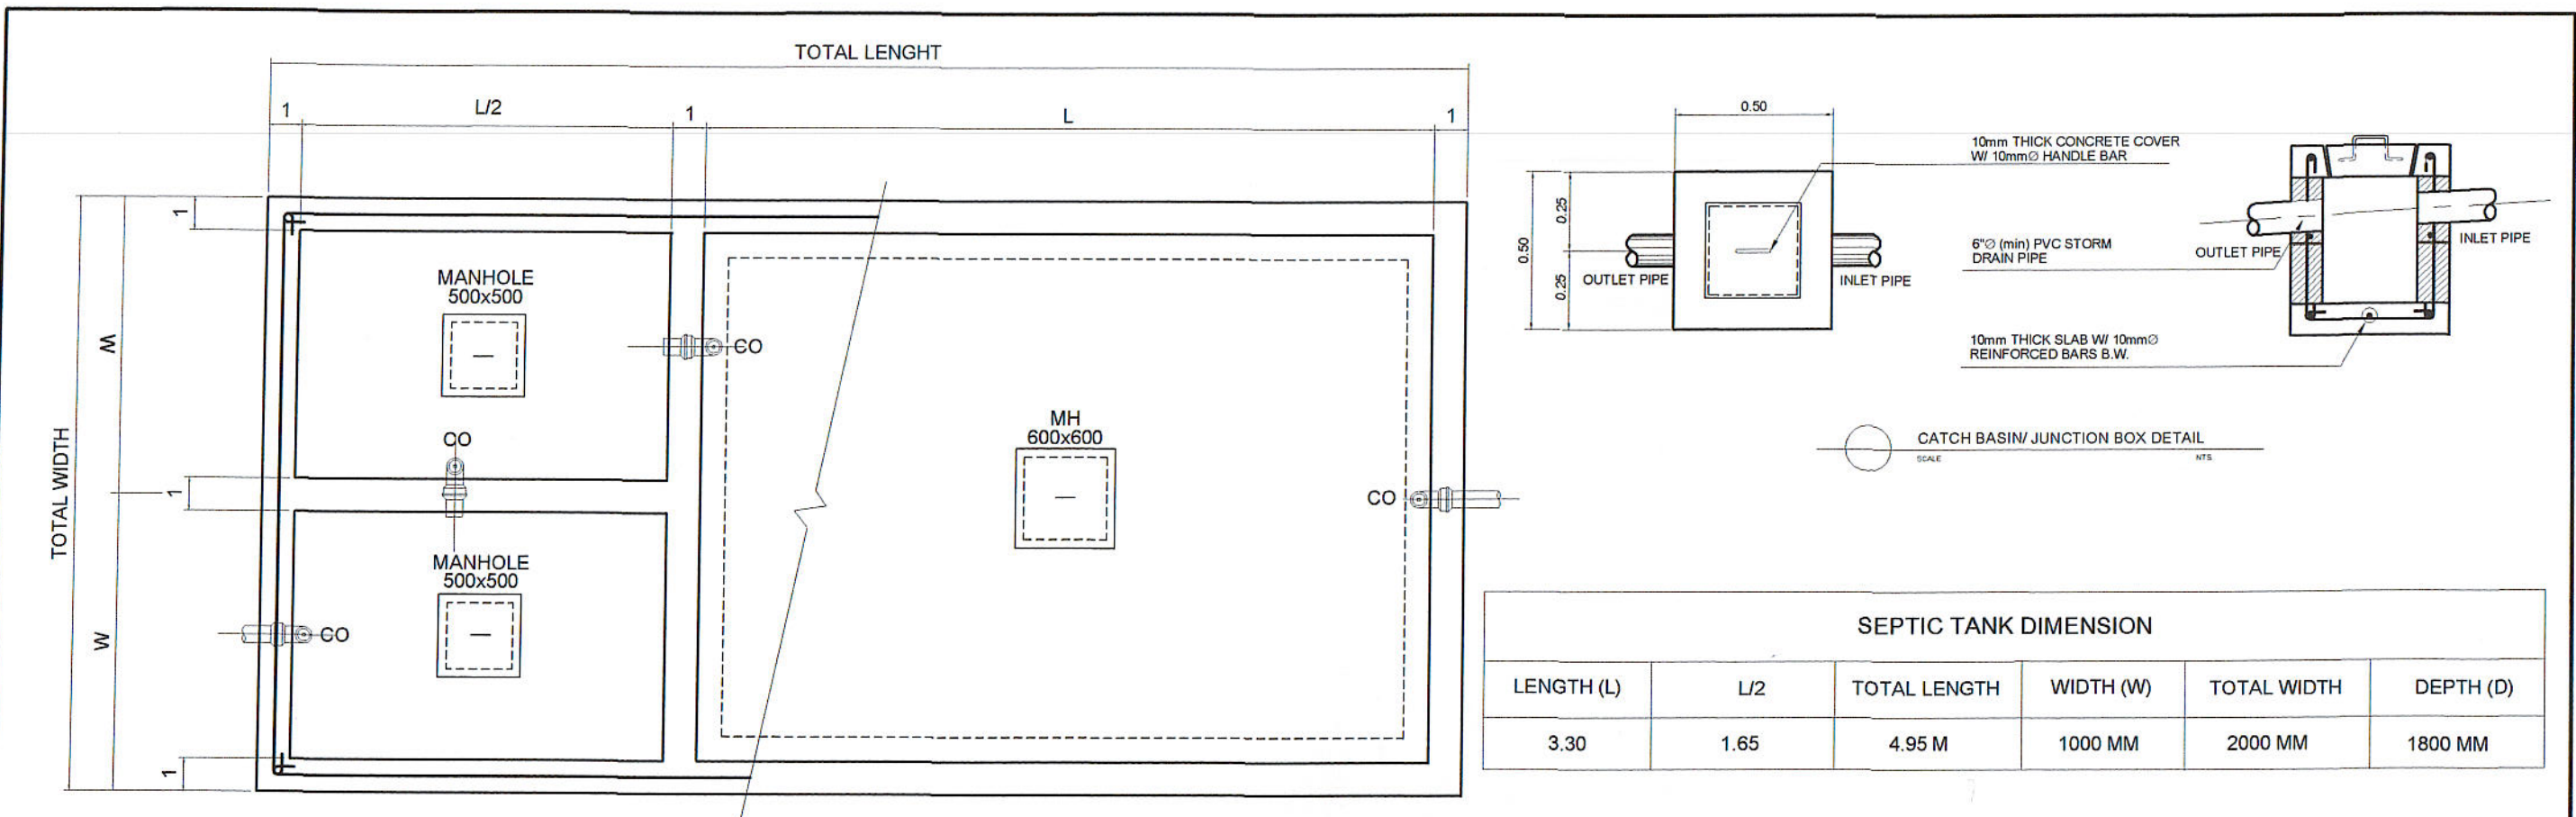 TOTAL LENGHT
1
L/2
1
L
1
TOTAL WIDTH
W
W
1
1
1
MANHOLE
500x500
CO
CO
MANHOLE
500x500
CO
MH
600x600
CO
0.50
0.50
0.25
0.25
OUTLET PIPE
INLET PIPE
10mm THICK CONCRETE COVER
W/ 10mm∅ HANDLE BAR
6"∅ (min) PVC STORM
DRAIN PIPE
OUTLET PIPE
INLET PIPE
10mm THICK SLAB W/ 10mm∅
REINFORCED BARS B.W.
CATCH BASIN/ JUNCTION BOX DETAIL
SCALE NTS
SEPTIC TANK DIMENSION
LENGTH (L) L/2 TOTAL LENGTH WIDTH (W) TOTAL WIDTH DEPTH (D)
3.30 1.65 4.95 M 1000 MM 2000 MM 1800 MM